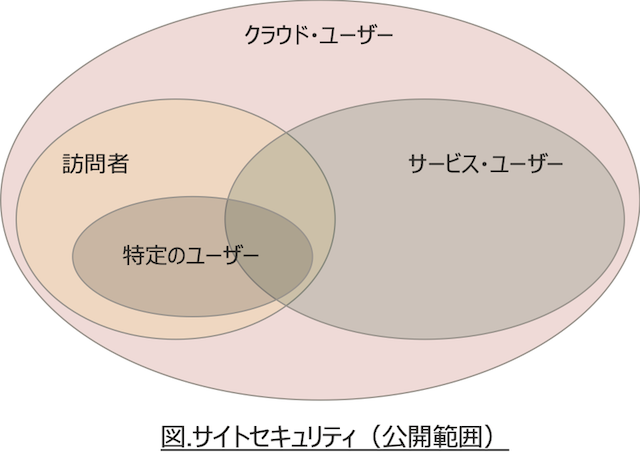 クラウド・ユーザー
訪問者
サービス・ユーザー
特定のユーザー
図.サイトセキュリティ（公開範囲）